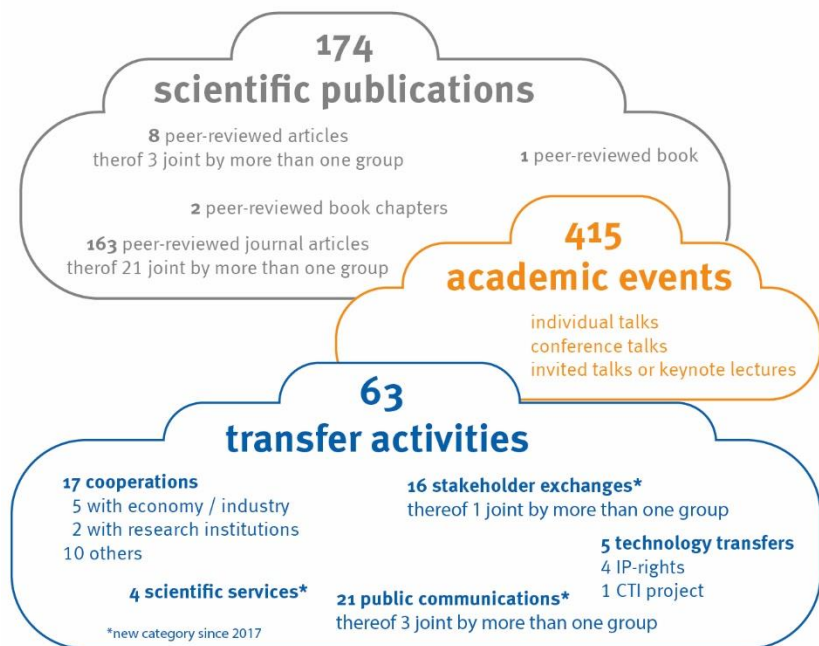 174
scientific publications
8 peer-reviewed articles
therof 3 joint by more than one group
1 peer-reviewed book
2 peer-reviewed book chapters
163 peer-reviewed journal articles
therof 21 joint by more than one group
415
academic events
individual talks
conference talks
invited talks or keynote lectures
63
transfer activities
17 cooperations
5 with economy / industry
2 with research institutions
10 others
16 stakeholder exchanges*
thereof 1 joint by more than one group
5 technology transfers
4 IP-rights
1 CTI project
4 scientific services*
21 public communications*
thereof 3 joint by more than one group
*new category since 2017